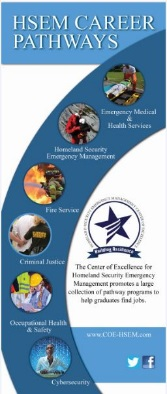 HSEM CAREER
PATHWAYS
Emergency Medical
&
Health Services
Homeland Security
Emergency Management
Fire Service
Building Resilience
Criminal Justice
The Center of Excellence for
Homeland Security Emergency
Management promotes a large
collection of pathway programs to
help graduates find jobs.
Occupational Health
& Safety
www.COE-HSEM.com
Cybersecurity